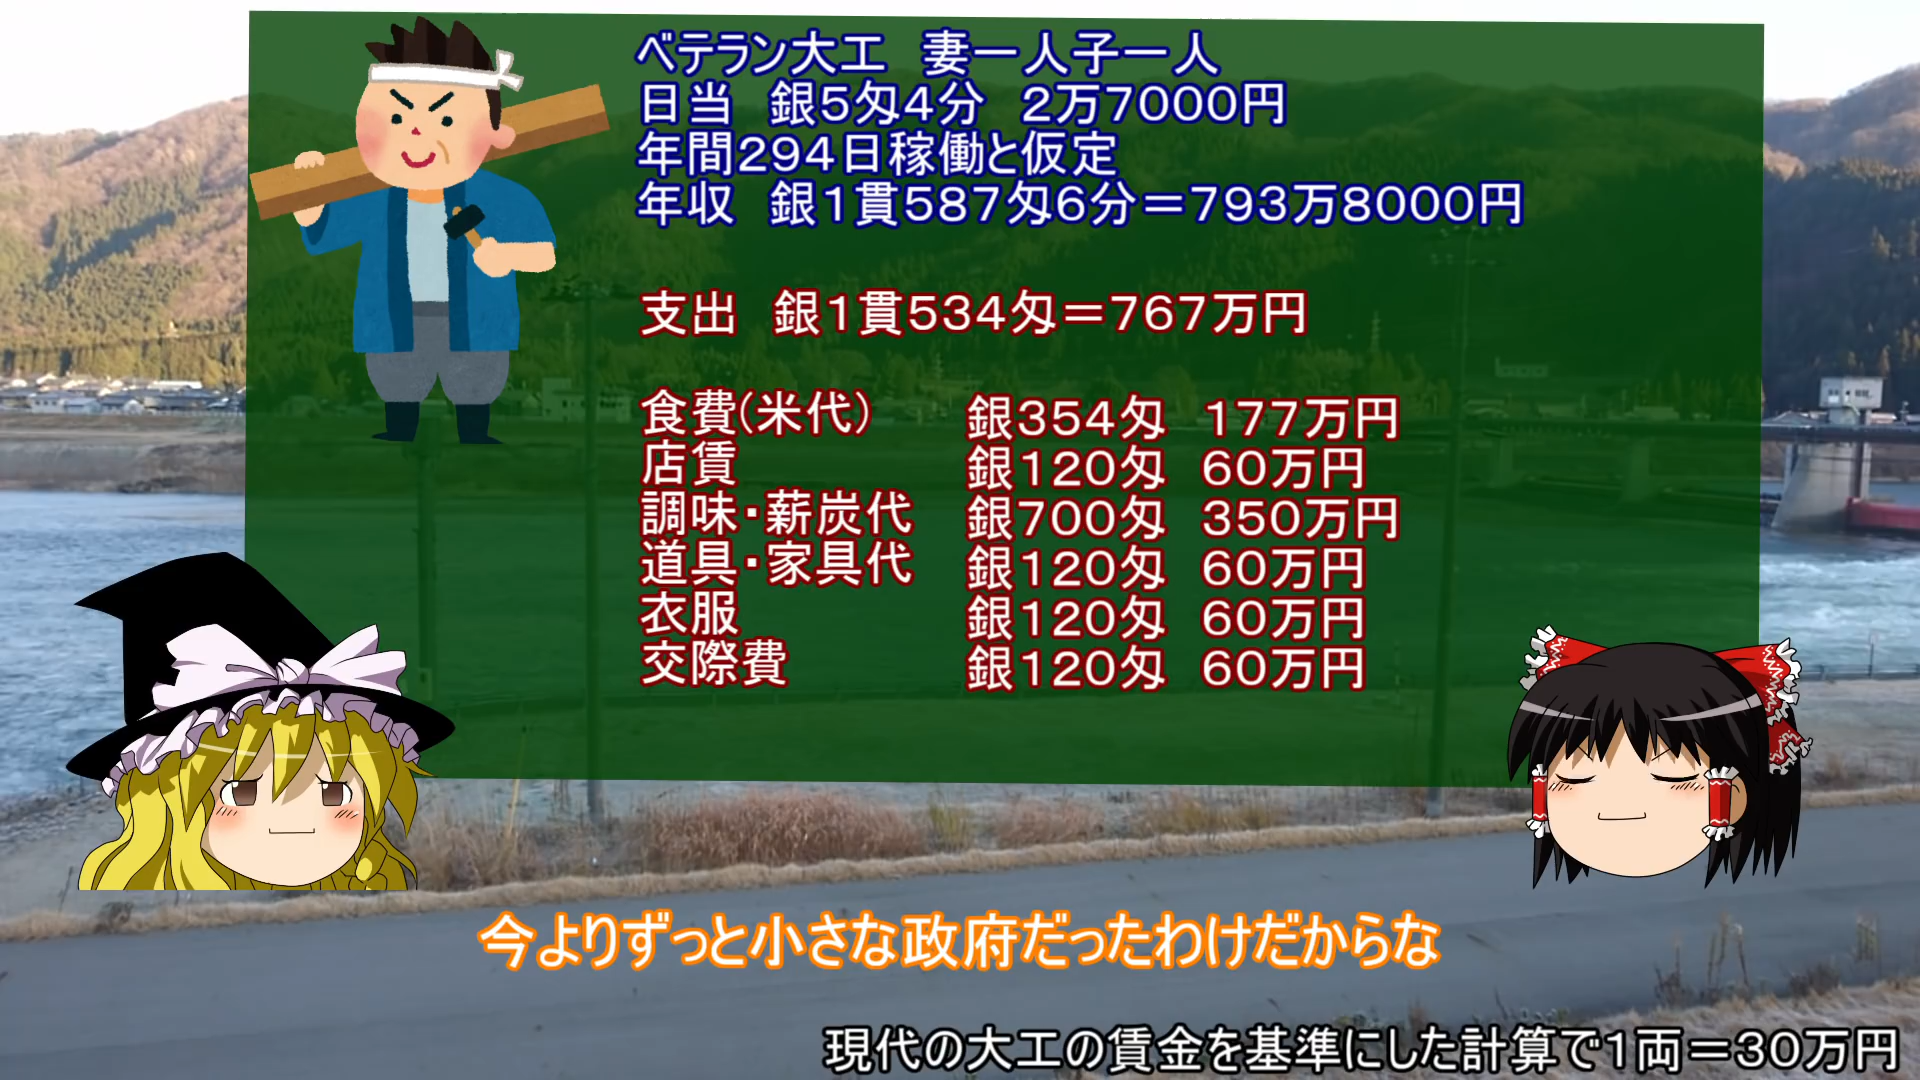 ベテラン大工　妻一人子一人
日当　銀5匁4分　2万7000円
年間294日稼働と仮定
年収　銀1貫587匁6分＝793万8000円
支出　銀1貫534匁＝767万円
食費(米代)　銀354匁　177万円
店賃　銀120匁　60万円
調味・薪炭代　銀700匁　350万円
道具・家具代　銀120匁　60万円
衣服　銀120匁　60万円
交際費　銀120匁　60万円
今よりずっと小さな政府だったわけだからな
現代の大工の賃金を基準にした計算で1両＝30万円